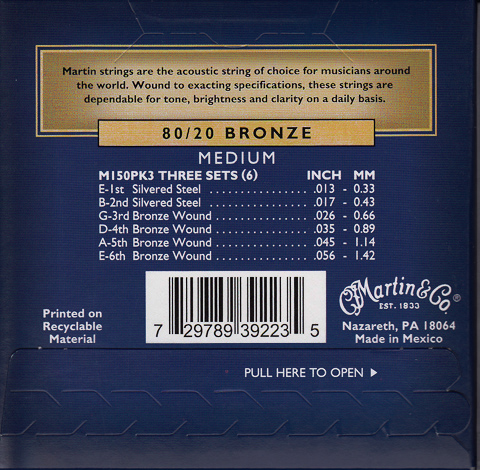 Martin strings are the acoustic string of choice for musicians around
the world. Wound to exacting specifications, these strings are
dependable for tone, brightness and clarity on a daily basis.
80/20 BRONZE
MEDIUM
M150PK3 THREE SETS (6) INCH MM
E-1st Silvered Steel .................. .013 - 0.33
B-2nd Silvered Steel .................. .017 - 0.43
G-3rd Bronze Wound ................ .026 - 0.66
D-4th Bronze Wound ................ .035 - 0.89
A-5th Bronze Wound ................ .045 - 1.14
E-6th Bronze Wound ................ .056 - 1.42
7 29789 39223 5
Printed on
Recyclable
Material
CFMartin & Co.®
EST. 1833
Nazareth, PA 18064
Made in Mexico
PULL HERE TO OPEN ▶